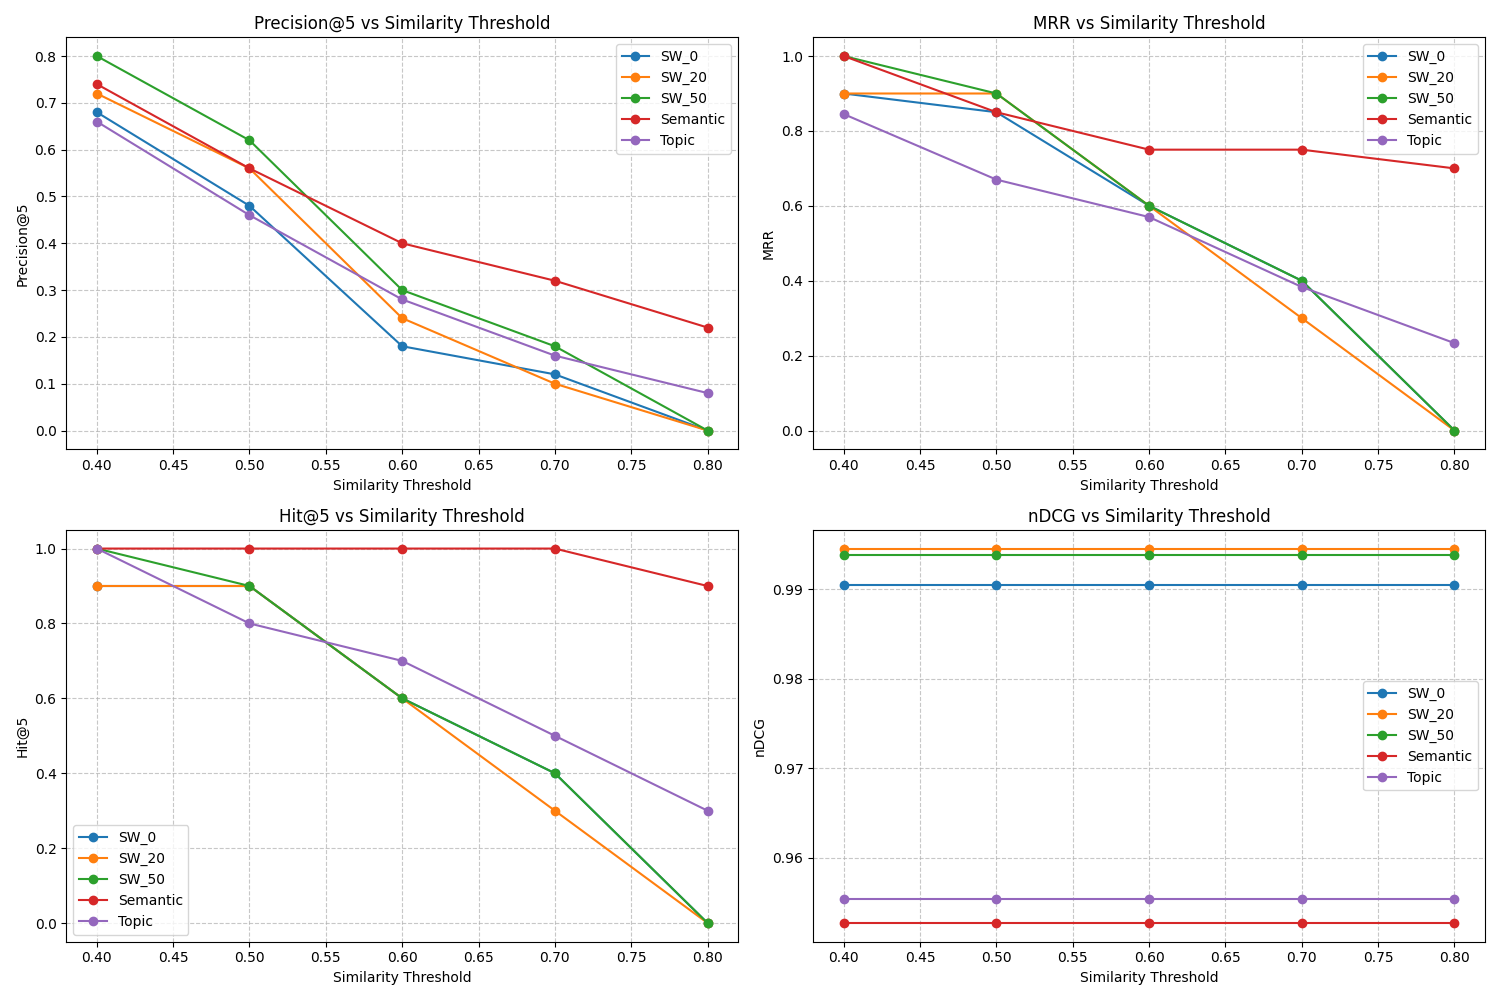 Precision@5 vs Similarity Threshold
Precision@5
0.8
0.7
0.6
0.5
0.4
0.3
0.2
0.1
0.0
SW_0
SW_20
SW_50
Semantic
Topic
0.40 0.45 0.50 0.55 0.60 0.65 0.70 0.75 0.80
Similarity Threshold
MRR vs Similarity Threshold
MRR
1.0
0.8
0.6
0.4
0.2
0.0
SW_0
SW_20
SW_50
Semantic
Topic
0.40 0.45 0.50 0.55 0.60 0.65 0.70 0.75 0.80
Similarity Threshold
Hit@5 vs Similarity Threshold
Hit@5
1.0
0.8
0.6
0.4
0.2
0.0
SW_0
SW_20
SW_50
Semantic
Topic
0.40 0.45 0.50 0.55 0.60 0.65 0.70 0.75 0.80
Similarity Threshold
nDCG vs Similarity Threshold
nDCG
0.99
0.98
0.97
0.96
SW_0
SW_20
SW_50
Semantic
Topic
0.40 0.45 0.50 0.55 0.60 0.65 0.70 0.75 0.80
Similarity Threshold